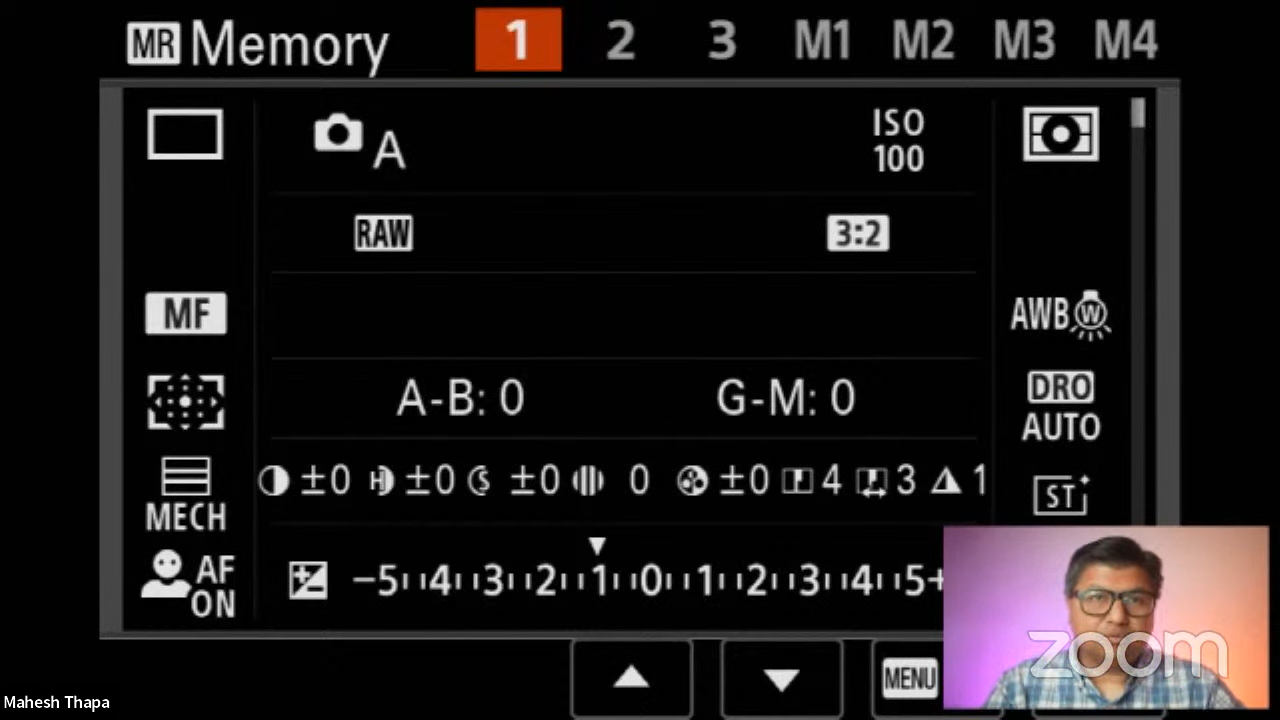 MR Memory 1 2 3 M1 M2 M3 M4
A ISO
100
RAW 3:2
MF AWB W
A-B: 0 G-M: 0 DRO
AUTO
±0 ±0 ±0 0 ±0 4 3 1 ST
MECH
AF
ON
−5 4 3 2 1 0 1 2 3 4 5+
MENU
zoom
Mahesh Thapa